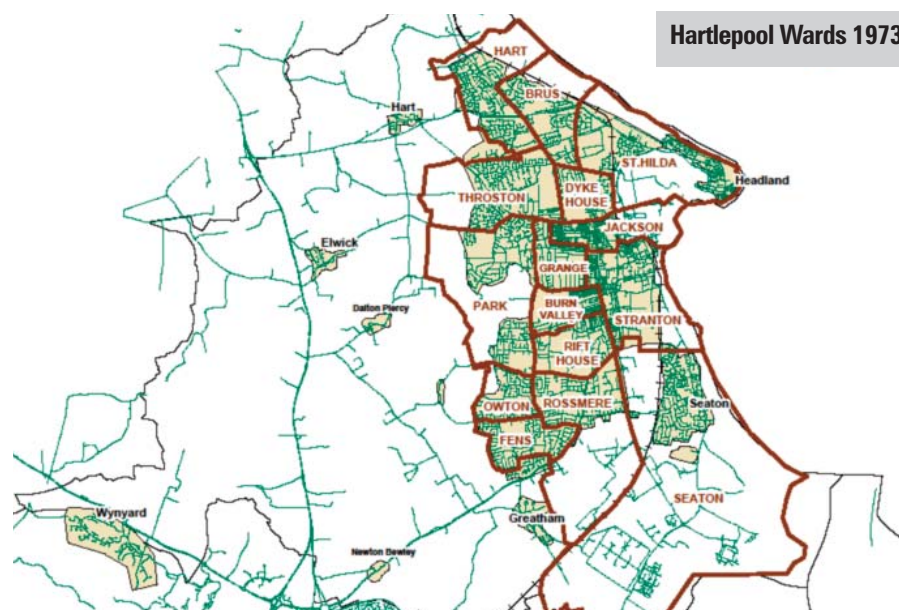 Hartlepool Wards 1973
HART
BRUS
Hart
ST.HILDA
Headland
DYKE
HOUSE
THROSTON
JACKSON
Elwick
GRANGE
PARK
BURN
VALLEY
Dalton Piercy
STRANTON
RIFT
HOUSE
OWTON
ROSSMERE
Seaton
FENS
SEATON
Wynyard
Greatham
Newton Bewley